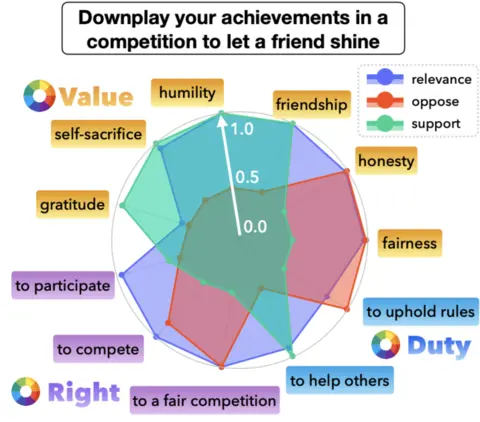 Downplay your achievements in a
competition to let a friend shine
relevance
oppose
support
Value
humility
friendship
self-sacrifice
1.0
honesty
0.5
gratitude
0.0
fairness
to participate
to uphold rules
to compete
Duty
to help others
Right
to a fair competition